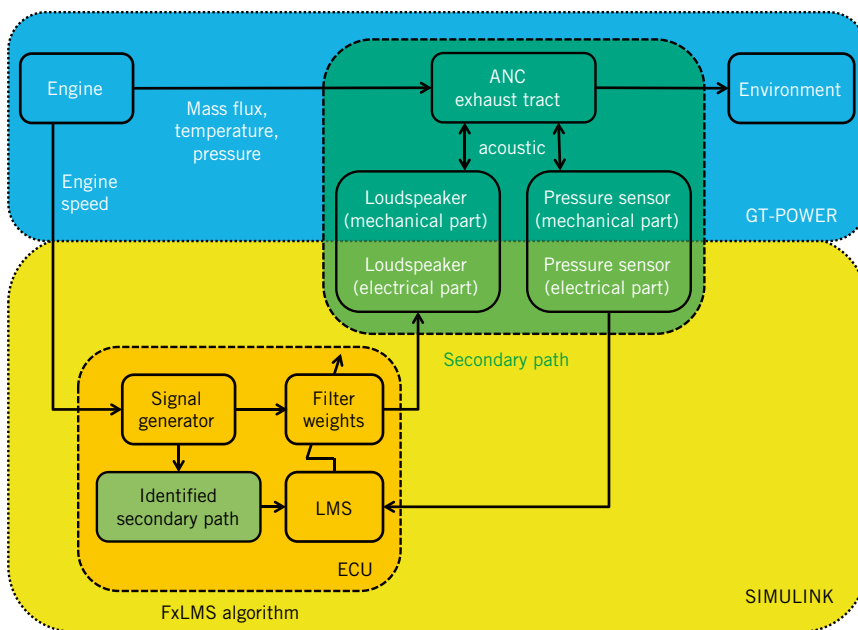 Engine
ANC
exhaust tract
Environment
Mass flux,
temperature,
pressure
acoustic
Engine
speed
Loudspeaker
(mechanical part)
Pressure sensor
(mechanical part)
GT-POWER
Loudspeaker
(electrical part)
Pressure sensor
(electrical part)
Secondary path
Signal
generator
Filter
weights
Identified
secondary path
LMS
ECU
FxLMS algorithm
SIMULINK